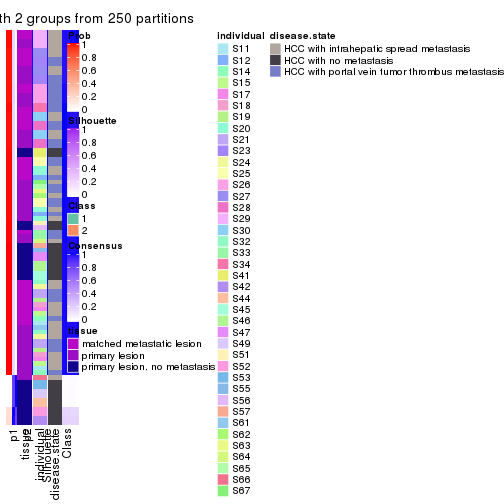 th 2 groups from 250 partitions
Prob
1
0.8
0.6
0.4
0.2
0
Silhouette
1
0.8
0.6
0.4
0.2
0
Class
1
2
Consensus
1
0.8
0.6
0.4
0.2
0
tissue
matched metastatic lesion
primary lesion
primary lesion, no metastasis
individual
S11
S12
S14
S15
S17
S18
S19
S20
S21
S23
S24
S25
S26
S27
S28
S29
S30
S32
S33
S34
S41
S42
S44
S45
S46
S47
S49
S51
S52
S53
S55
S56
S57
S61
S62
S63
S64
S65
S66
S67
disease.state
HCC with intrahepatic spread metastasis
HCC with no metastasis
HCC with portal vein tumor thrombus metastasis
p1
tissue
individual
Silhouette
disease.state
Class